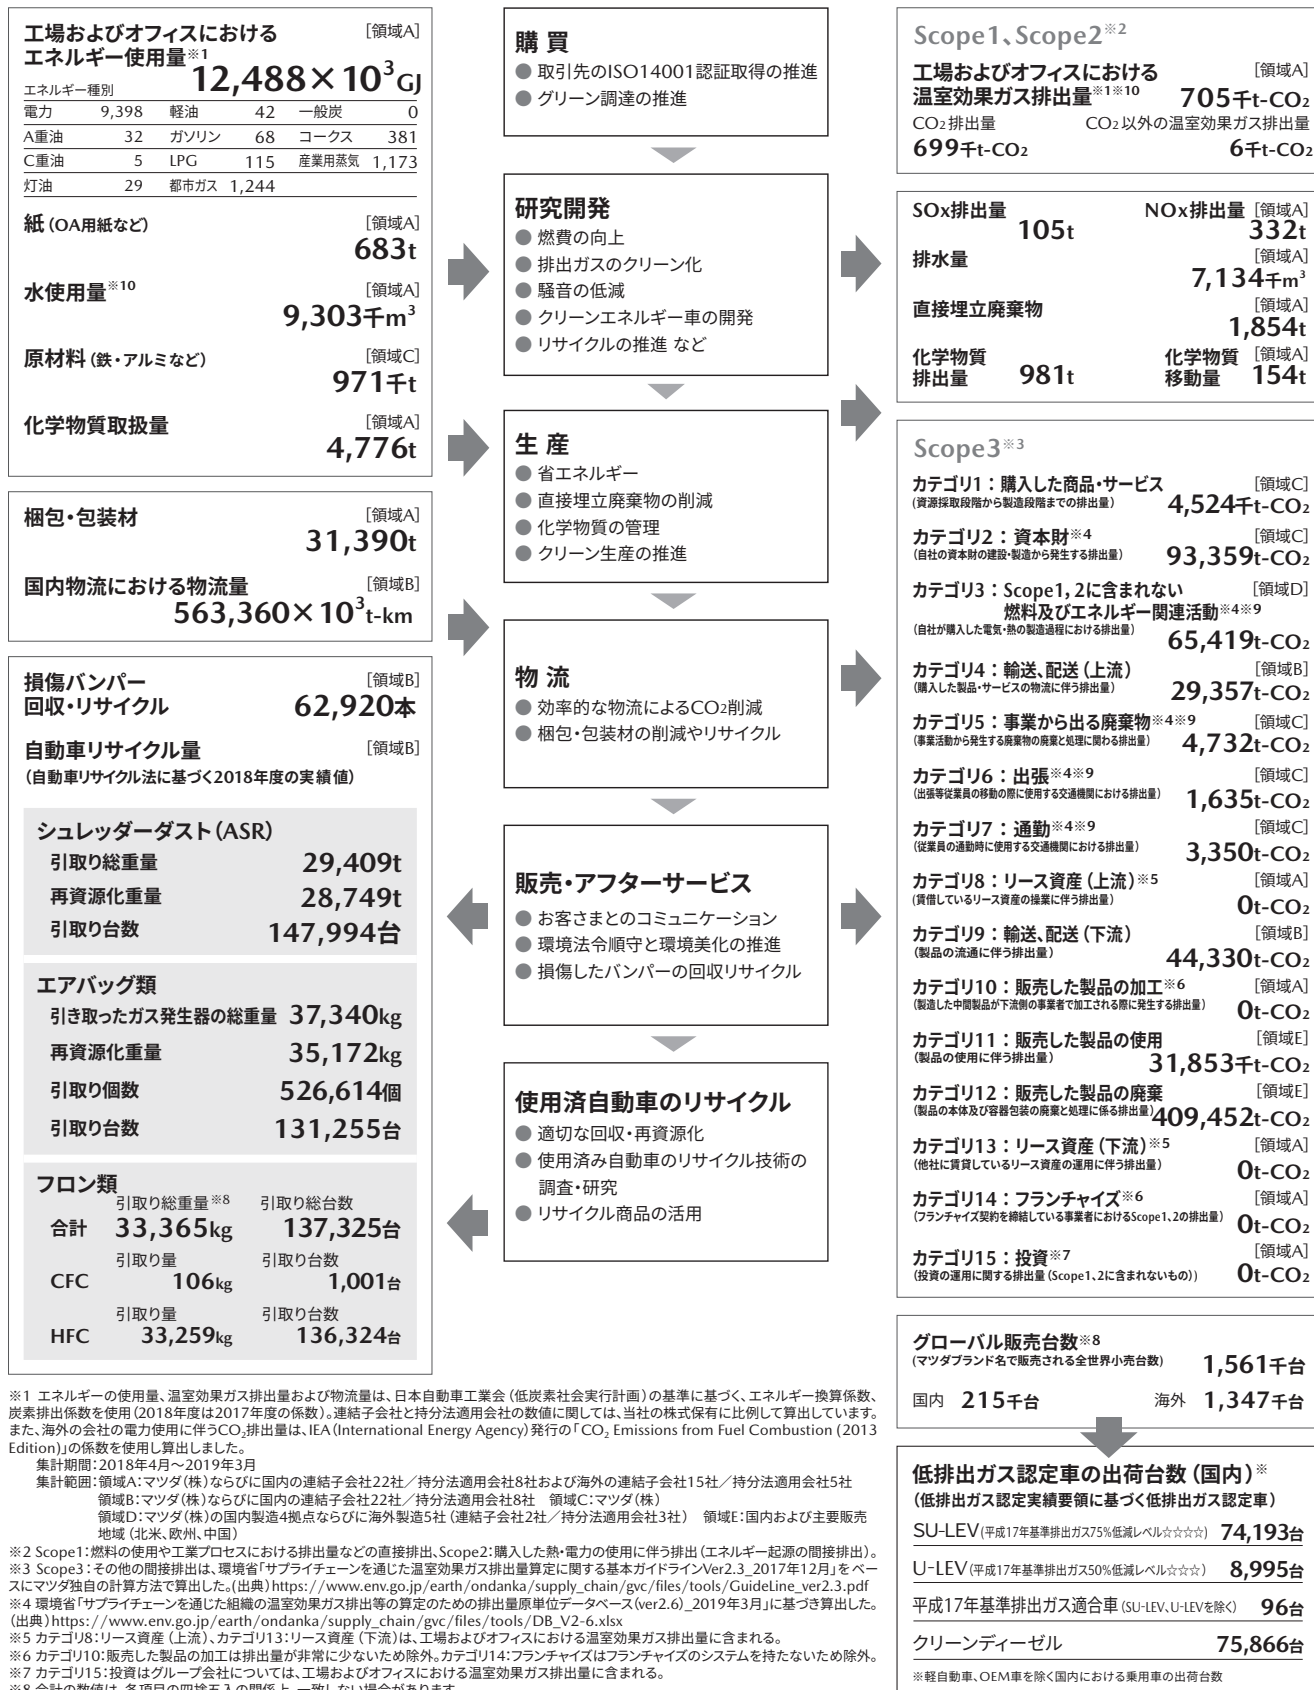 工場およびオフィスにおける [領域A]
エネルギー使用量※1
エネルギー種別 12,488×10³GJ
電力 9,398 軽油 42 一般炭 0
A重油 32 ガソリン 68 コークス 381
C重油 5 LPG 115 産業用蒸気 1,173
灯油 29 都市ガス 1,244
紙(OA用紙など) [領域A]
683t
水使用量※10 [領域A]
9,303千m³
原材料(鉄・アルミなど) [領域C]
971千t
化学物質取扱量 [領域A]
4,776t
梱包・包装材 [領域A]
31,390t
国内物流における物流量 [領域B]
563,360×10³t-km
損傷バンパー [領域B]
回収・リサイクル 62,920本
自動車リサイクル量 [領域B]
(自動車リサイクル法に基づく2018年度の実績値)
シュレッダーダスト(ASR)
引取り総重量 29,409t
再資源化重量 28,749t
引取り台数 147,994台
エアバッグ類
引き取ったガス発生器の総重量 37,340kg
再資源化重量 35,172kg
引取り個数 526,614個
引取り台数 131,255台
フロン類
引取り総重量※8 引取り総台数
合計 33,365kg 137,325台
引取り量 引取り台数
CFC 106kg 1,001台
引取り量 引取り台数
HFC 33,259kg 136,324台
購 買
● 取引先のISO14001認証取得の推進
● グリーン調達の推進
研究開発
● 燃費の向上
● 排出ガスのクリーン化
● 騒音の低減
● クリーンエネルギー車の開発
● リサイクルの推進 など
生 産
● 省エネルギー
● 直接埋立廃棄物の削減
● 化学物質の管理
● クリーン生産の推進
物 流
● 効率的な物流によるCO2削減
● 梱包・包装材の削減やリサイクル
販売・アフターサービス
● お客さまとのコミュニケーション
● 環境法令順守と環境美化の推進
● 損傷したバンパーの回収リサイクル
使用済自動車のリサイクル
● 適切な回収・再資源化
● 使用済み自動車のリサイクル技術の
調査・研究
● リサイクル商品の活用
Scope1、Scope2※2
工場およびオフィスにおける [領域A]
温室効果ガス排出量※1※10 705千t-CO2
CO2排出量 CO2以外の温室効果ガス排出量
699千t-CO2 6千t-CO2
SOx排出量 105t NOx排出量 [領域A] 332t
排水量 [領域A]
7,134千m³
直接埋立廃棄物 [領域A]
1,854t
化学物質 化学物質 [領域A]
排出量 981t 移動量 154t
Scope3※3
カテゴリ1:購入した商品・サービス [領域C]
(資源採取段階から製造段階までの排出量) 4,524千t-CO2
カテゴリ2:資本財※4 [領域C]
(自社の資本財の建設・製造から発生する排出量) 93,359t-CO2
カテゴリ3:Scope1, 2に含まれない [領域D]
燃料及びエネルギー関連活動※4※9
(自社が購入した電気・熱の製造過程における排出量) 65,419t-CO2
カテゴリ4:輸送、配送(上流) [領域B]
(購入した製品・サービスの物流に伴う排出量) 29,357t-CO2
カテゴリ5:事業から出る廃棄物※4※9 [領域C]
(事業活動から発生する廃棄物の廃棄と処理に関わる排出量) 4,732t-CO2
カテゴリ6:出張※4※9 [領域C]
(出張等従業員の移動の際に使用する交通機関における排出量) 1,635t-CO2
カテゴリ7:通勤※4※9 [領域C]
(従業員の通勤時に使用する交通機関における排出量) 3,350t-CO2
カテゴリ8:リース資産(上流)※5 [領域A]
(賃借しているリース資産の操業に伴う排出量) 0t-CO2
カテゴリ9:輸送、配送(下流) [領域B]
(製品の流通に伴う排出量) 44,330t-CO2
カテゴリ10:販売した製品の加工※6 [領域A]
(製造した中間製品が下流側の事業者で加工される際に発生する排出量) 0t-CO2
カテゴリ11:販売した製品の使用 [領域E]
(製品の使用に伴う排出量) 31,853千t-CO2
カテゴリ12:販売した製品の廃棄 [領域E]
(製品の本体及び容器包装の廃棄と処理に係る排出量) 409,452t-CO2
カテゴリ13:リース資産(下流)※5 [領域A]
(他社に賃貸しているリース資産の運用に伴う排出量) 0t-CO2
カテゴリ14:フランチャイズ※6 [領域A]
(フランチャイズ契約を締結している事業者におけるScope1、2の排出量) 0t-CO2
カテゴリ15:投資※7 [領域A]
(投資の運用に関する排出量(Scope1、2に含まれないもの)) 0t-CO2
グローバル販売台数※8
(マツダブランド名で販売される全世界小売台数) 1,561千台
国内 215千台 海外 1,347千台
低排出ガス認定車の出荷台数(国内)※
(低排出ガス認定実績要領に基づく低排出ガス認定車)
SU-LEV(平成17年基準排出ガス75%低減レベル☆☆☆☆) 74,193台
U-LEV(平成17年基準排出ガス50%低減レベル☆☆☆) 8,995台
平成17年基準排出ガス適合車(SU-LEV、U-LEVを除く) 96台
クリーンディーゼル 75,866台
※軽自動車、OEM車を除く国内における乗用車の出荷台数
※1 エネルギーの使用量、温室効果ガス排出量および物流量は、日本自動車工業会(低炭素社会実行計画)の基準に基づく、エネルギー換算係数、
炭素排出係数を使用(2018年度は2017年度の係数)。連結子会社と持分法適用会社の数値に関しては、当社の株式保有に比例して算出しています。
また、海外の会社の電力使用に伴うCO2排出量は、IEA(International Energy Agency)発行の「CO2 Emissions from Fuel Combustion (2013
Edition)」の係数を使用し算出しました。
集計期間:2018年4月～2019年3月
集計範囲:領域A:マツダ(株)ならびに国内の連結子会社22社/持分法適用会社8社および海外の連結子会社15社/持分法適用会社5社
領域B:マツダ(株)ならびに国内の連結子会社22社/持分法適用会社8社 領域C:マツダ(株)
領域D:マツダ(株)の国内製造4拠点ならびに海外製造5社(連結子会社2社/持分法適用会社3社) 領域E:国内および主要販売
地域(北米、欧州、中国)
※2 Scope1:燃料の使用や工業プロセスにおける排出量などの直接排出、Scope2:購入した熱・電力の使用に伴う排出(エネルギー起源の間接排出)。
※3 Scope3:その他の間接排出は、環境省「サプライチェーンを通じた温室効果ガス排出量算定に関する基本ガイドラインVer2.3_2017年12月」をベー
スにマツダ独自の計算方法で算出した。(出典)https://www.env.go.jp/earth/ondanka/supply_chain/gvc/files/tools/GuideLine_ver2.3.pdf
※4 環境省「サプライチェーンを通じた組織の温室効果ガス排出等の算定のための排出量原単位データベース(ver2.6)_2019年3月」に基づき算出した。
(出典)https://www.env.go.jp/earth/ondanka/supply_chain/gvc/files/tools/DB_V2-6.xlsx
※5 カテゴリ8:リース資産(上流)、カテゴリ13:リース資産(下流)は、工場およびオフィスにおける温室効果ガス排出量に含まれる。
※6 カテゴリ10:販売した製品の加工は排出量が非常に少ないため除外。カテゴリ14:フランチャイズはフランチャイズのシステムを持たないため除外。
※7 カテゴリ15:投資はグループ会社については、工場およびオフィスにおける温室効果ガス排出量に含まれる。
※8 合計の数値は、各項目の四捨五入の関係上、一致しない場合があります。